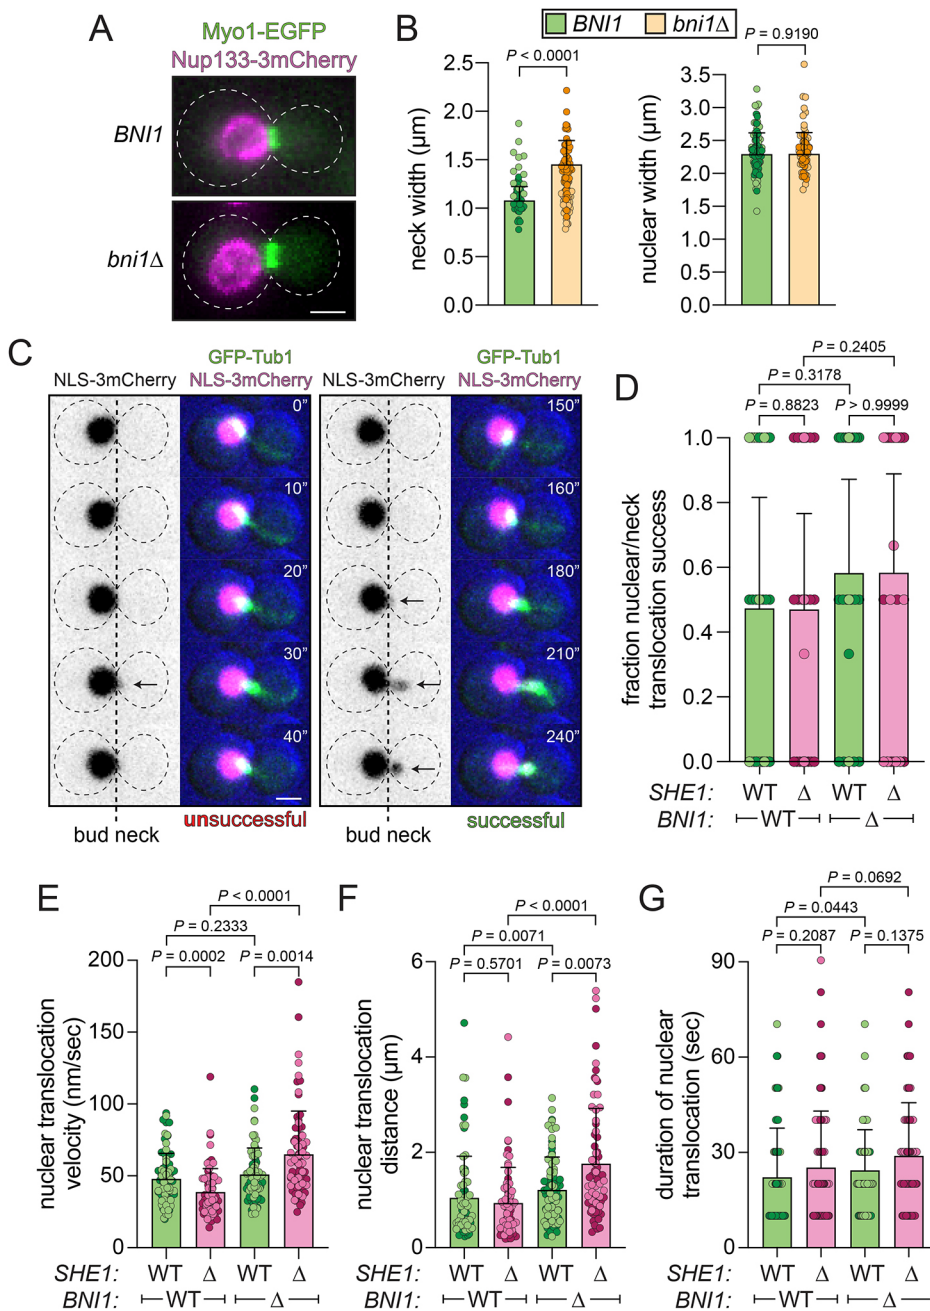 A
Myo1-EGFP
Nup133-3mCherry
BNI1
bni1Δ
B
BNI1
bni1Δ
P < 0.0001
neck width (μm)
2.5
2.0
1.5
1.0
0.5
0.0
P = 0.9190
nuclear width (μm)
3.5
3.0
2.5
2.0
1.5
1.0
0.5
0.0
C
GFP-Tub1
GFP-Tub1
NLS-3mCherry
NLS-3mCherry
NLS-3mCherry
NLS-3mCherry
0”
150”
10”
160”
20”
180”
30”
210”
40”
240”
bud neck
unsuccessful
bud neck
successful
D
P = 0.2405
P = 0.3178
P = 0.8823
P > 0.9999
fraction nuclear/neck
translocation success
1.0
0.8
0.6
0.4
0.2
0.0
SHE1:
WT
Δ
WT
Δ
BNI1:
WT
Δ
E
P < 0.0001
P = 0.2333
P = 0.0002
P = 0.0014
nuclear translocation
velocity (nm/sec)
200
150
100
50
0
SHE1:
WT
Δ
WT
Δ
BNI1:
WT
Δ
F
P < 0.0001
P = 0.0071
P = 0.5701
P = 0.0073
nuclear translocation
distance (μm)
6
4
2
0
SHE1:
WT
Δ
WT
Δ
BNI1:
WT
Δ
G
P = 0.0692
P = 0.0443
P = 0.2087
P = 0.1375
duration of nuclear
translocation (sec)
90
60
30
0
SHE1:
WT
Δ
WT
Δ
BNI1:
WT
Δ